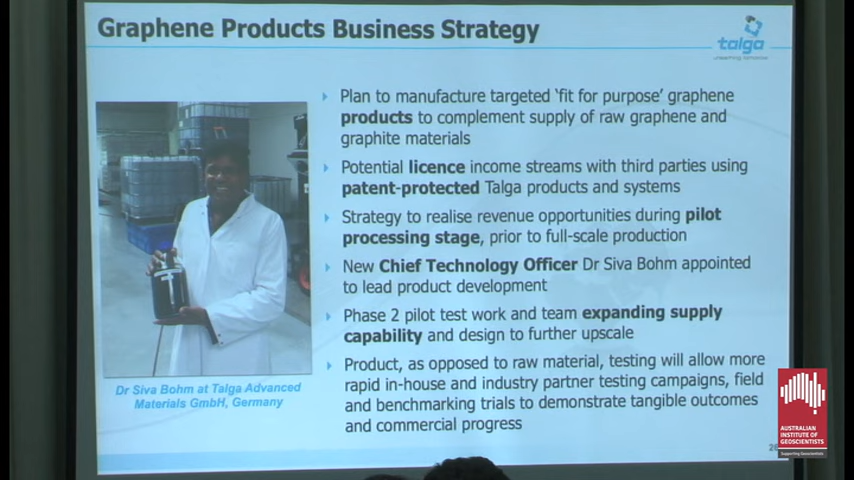 Graphene Products Business Strategy
talga
Plan to manufacture targeted 'fit for purpose' graphene
products to complement supply of raw graphene and
graphite materials
Potential licence income streams with third parties using
patent-protected Talga products and systems
Strategy to realise revenue opportunities during pilot
processing stage, prior to full-scale production
New Chief Technology Officer Dr Siva Bohm appointed
to lead product development
Phase 2 pilot test work and team expanding supply
capability and design to further upscale
Product, as opposed to raw material, testing will allow more
rapid in-house and industry partner testing campaigns, field
and benchmarking trials to demonstrate tangible outcomes
and commercial progress
Dr Siva Bohm at Talga Advanced
Materials GmbH, Germany
AUSTRALIAN
INSTITUTE OF
GEOSCIENTISTS
Supporting Geoscientists